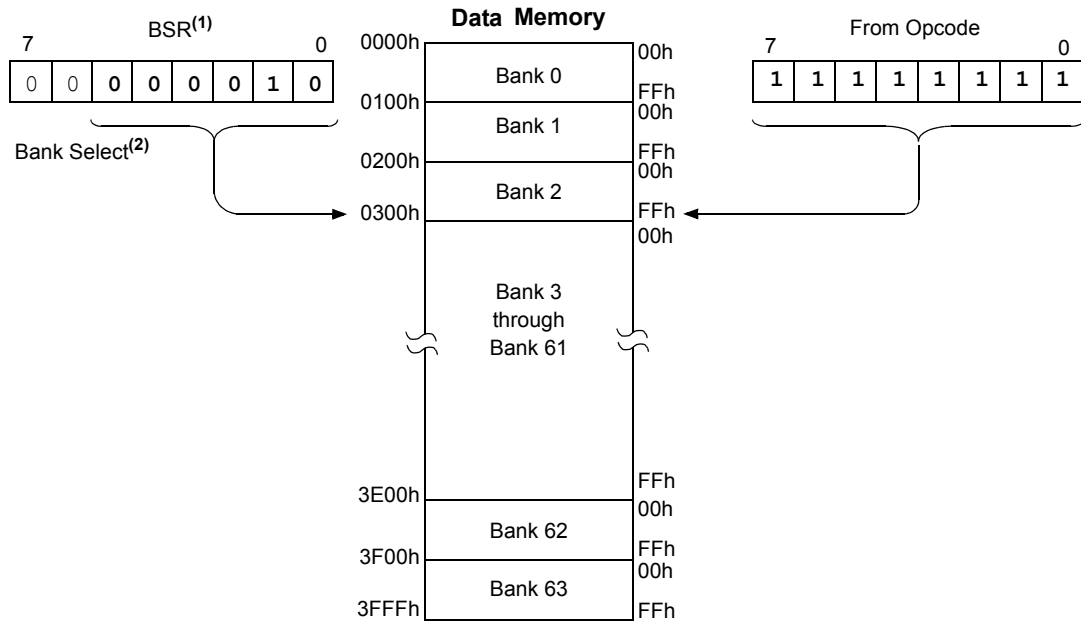 Data Memory
BSR(1)
7 0
0 0 0 0 0 0 1 0
Bank Select(2)
From Opcode
7 0
1 1 1 1 1 1 1 1
0000h 00h
Bank 0
FFh
0100h 00h
Bank 1
FFh
0200h 00h
Bank 2
FFh
0300h 00h
Bank 3
through
Bank 61
FFh
3E00h 00h
Bank 62
FFh
3F00h 00h
Bank 63
3FFFh FFh